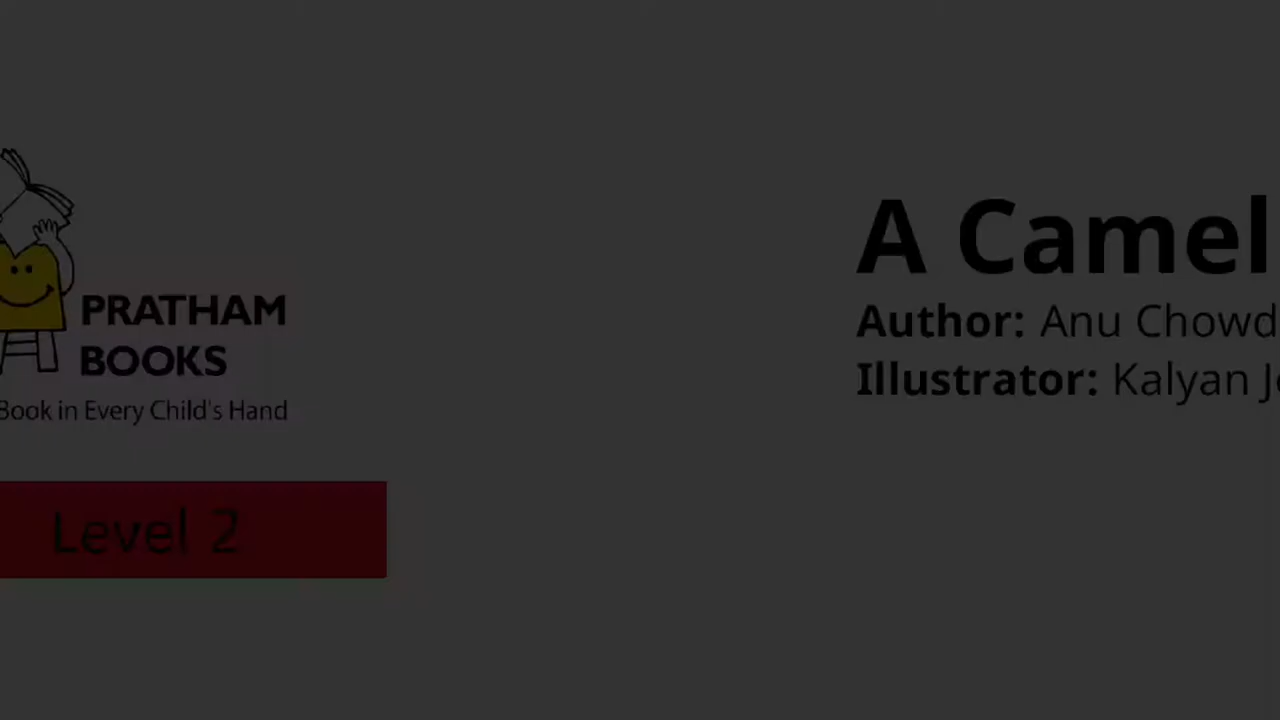 PRATHAM
BOOKS
Book in Every Child's Hand
Level 2
A Camel
Author: Anu Chowd
Illustrator: Kalyan J